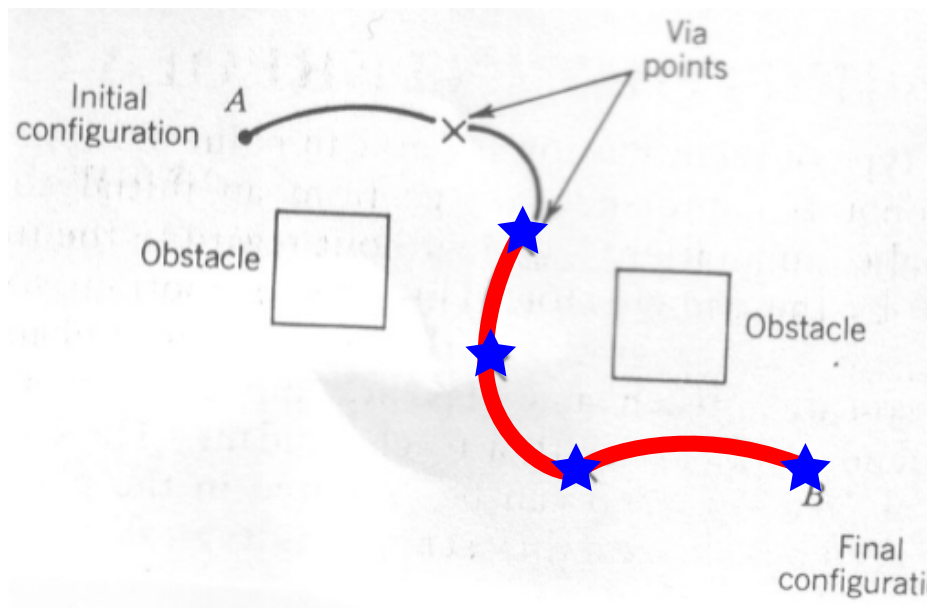 Via
points
Initial
configuration
A
Obstacle
Obstacle
B
Final
configurati